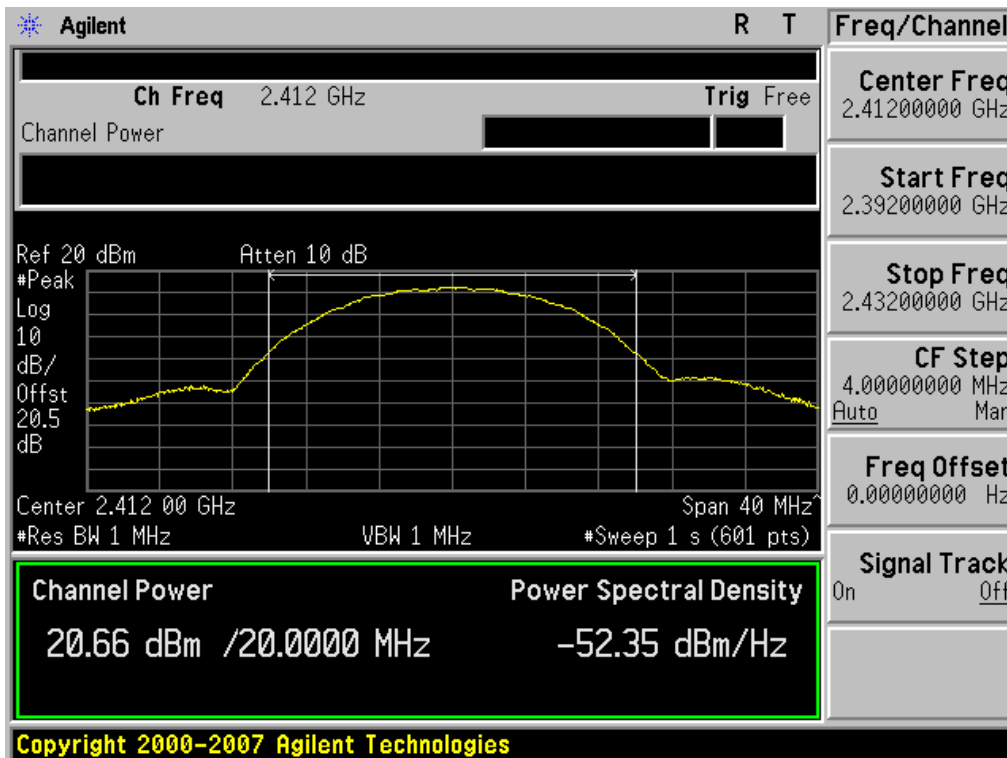 Agilent R T
Freq/Channel
Ch Freq 2.412 GHz Trig Free
Channel Power
Ref 20 dBm Atten 10 dB
#Peak
Log
10
dB/
Offst
20.5
dB
Center 2.412 00 GHz Span 40 MHz^
#Res BW 1 MHz VBW 1 MHz #Sweep 1 s (601 pts)
Channel Power Power Spectral Density
20.66 dBm /20.0000 MHz -52.35 dBm/Hz
Copyright 2000-2007 Agilent Technologies
Center Freq
2.41200000 GHz
Start Freq
2.39200000 GHz
Stop Freq
2.43200000 GHz
CF Step
4.00000000 MHz
Auto Man
Freq Offset
0.00000000 Hz
Signal Track
On Off